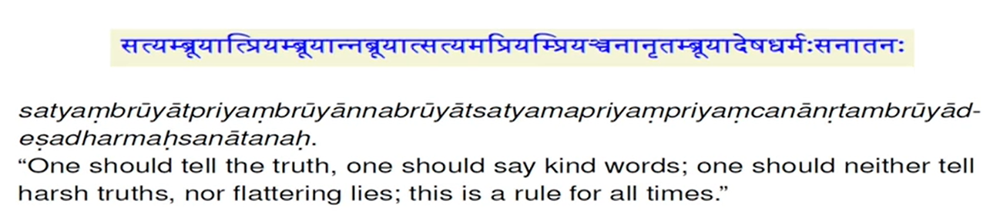 सत्यम्ब्रूयात्प्रियम्ब्रूयान्नब्रूयात्सत्यमप्रियम्प्रियञ्चनानृतम्ब्रूयादेषधर्मःसनातनः
satyaṃbrūyātpriyaṃbrūyānnabrūyātsatyamapriyaṃpriyaṃcanānṛtambrūyād-
eṣadharmaḥsanātanaḥ.
“One should tell the truth, one should say kind words; one should neither tell
harsh truths, nor flattering lies; this is a rule for all times.”